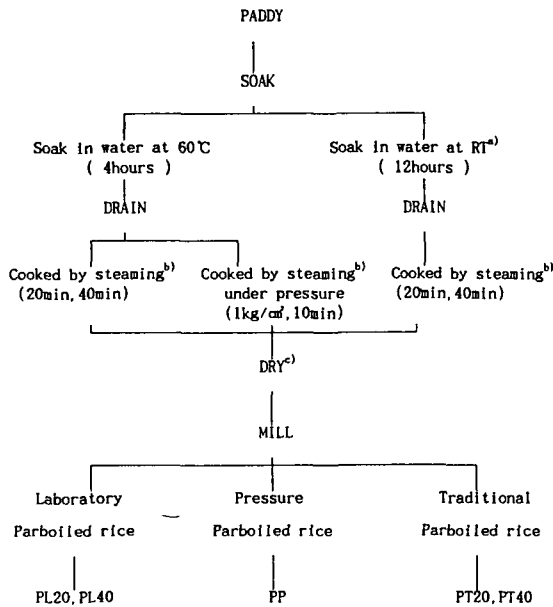 PADDY
SOAK
Soak in water at 60℃
( 4hours )
Soak in water at RTa)
( 12hours )
DRAIN
DRAIN
Cooked by steamingb)
(20min,40min)
Cooked by steamingb)
under pressure
(1kg/㎠,10min)
Cooked by steamingb)
(20min,40min)
DRYc)
MILL
Laboratory
Parboiled rice
Pressure
Parboiled rice
Traditional
Parboiled rice
PL20,PL40
PP
PT20,PT40